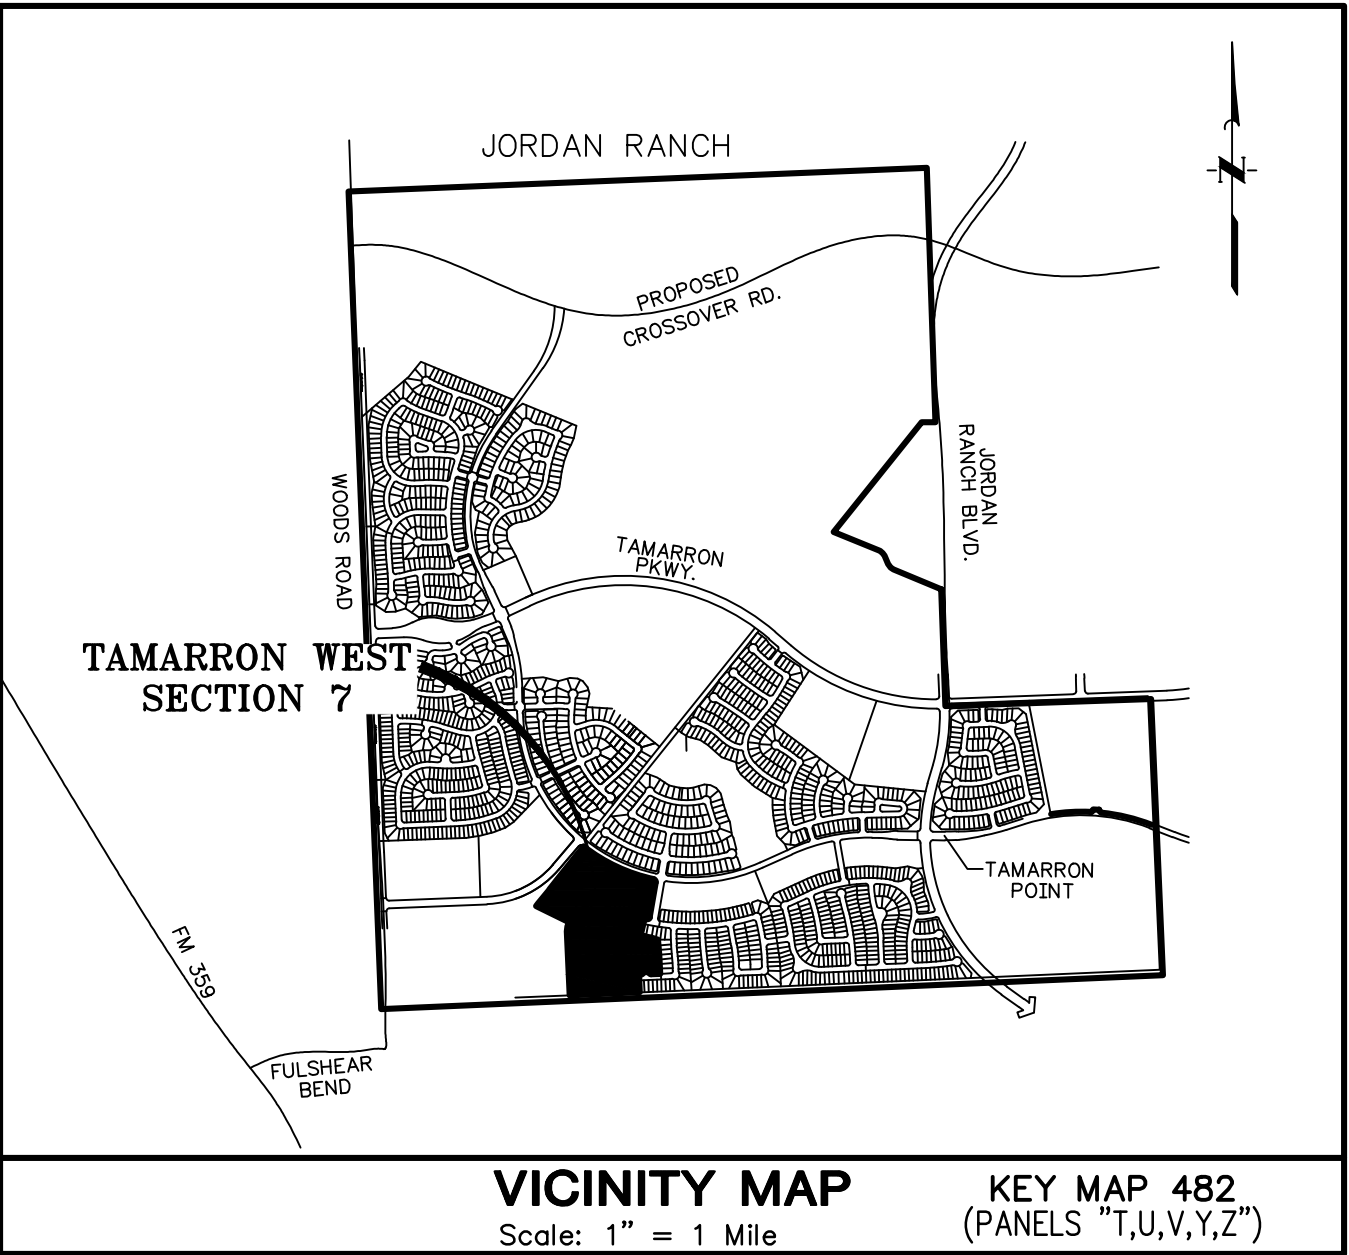 JORDAN RANCH
N
PROPOSED
CROSSOVER RD.
JORDAN
RANCH BLVD.
WOODS ROAD
TAMARRON
PKWY.
TAMARRON WEST
SECTION 7
TAMARRON
POINT
FM 359
FULSHEAR
BEND
VICINITY MAP
Scale: 1" = 1 Mile
KEY MAP 482
(PANELS "T,U,V,Y,Z")